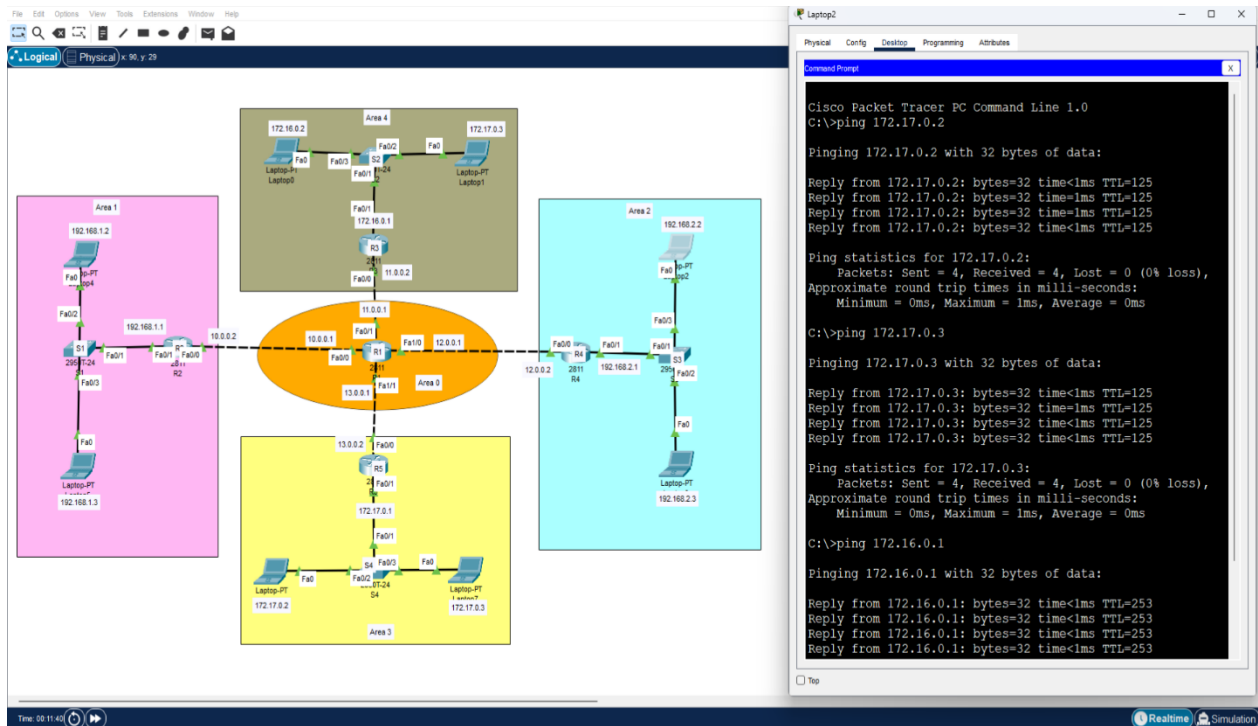 File Edit Options View Tools Extensions Window Help
Logical Physical x: 90, y: 29
Area 4
172.16.0.2
172.17.0.3
Fa0/2
Fa0
Fa0
Fa0/3
S2
Laptop-PT
Laptop0
Fa0/1
Laptop-PT
Laptop1
Fa0/1
172.16.0.1
R3
Fa0/0
11.0.0.2
Area 1
192.168.1.2
Fa0
Fa0/2
192.168.1.1
10.0.0.2
S1
Fa0/1
Fa0/1
Fa0/0
R2
Fa0/3
Fa0
Laptop-PT
192.168.1.3
11.0.0.1
Fa0/1
10.0.0.1
R1
Fa1/0
12.0.0.1
Fa0/0
Fa1/1
Area 0
13.0.0.1
Area 2
192.168.2.2
Fa0
Fa0/3
Fa0/0
R4
Fa0/1
Fa0/1
S3
12.0.0.2
2811
R4
192.168.2.1
Fa0/2
Fa0
Laptop-PT
192.168.2.3
13.0.0.2
Fa0/0
R5
Fa0/1
172.17.0.1
Fa0/1
S4
Fa0/3
Fa0
Laptop-PT
Fa0
Fa0/2
S4
Laptop-PT
172.17.0.2
172.17.0.3
Area 3
Time: 00:11:40
Realtime Simulation
Laptop2
Physical Config Desktop Programming Attributes
Command Prompt X
Cisco Packet Tracer PC Command Line 1.0
C:\>ping 172.17.0.2
Pinging 172.17.0.2 with 32 bytes of data:
Reply from 172.17.0.2: bytes=32 time<1ms TTL=125
Reply from 172.17.0.2: bytes=32 time=1ms TTL=125
Reply from 172.17.0.2: bytes=32 time<1ms TTL=125
Reply from 172.17.0.2: bytes=32 time<1ms TTL=125
Ping statistics for 172.17.0.2:
Packets: Sent = 4, Received = 4, Lost = 0 (0% loss),
Approximate round trip times in milli-seconds:
Minimum = 0ms, Maximum = 1ms, Average = 0ms
C:\>ping 172.17.0.3
Pinging 172.17.0.3 with 32 bytes of data:
Reply from 172.17.0.3: bytes=32 time<1ms TTL=125
Reply from 172.17.0.3: bytes=32 time=1ms TTL=125
Reply from 172.17.0.3: bytes=32 time<1ms TTL=125
Reply from 172.17.0.3: bytes=32 time<1ms TTL=125
Ping statistics for 172.17.0.3:
Packets: Sent = 4, Received = 4, Lost = 0 (0% loss),
Approximate round trip times in milli-seconds:
Minimum = 0ms, Maximum = 1ms, Average = 0ms
C:\>ping 172.16.0.1
Pinging 172.16.0.1 with 32 bytes of data:
Reply from 172.16.0.1: bytes=32 time<1ms TTL=253
Reply from 172.16.0.1: bytes=32 time<1ms TTL=253
Reply from 172.16.0.1: bytes=32 time<1ms TTL=253
Reply from 172.16.0.1: bytes=32 time<1ms TTL=253
Top